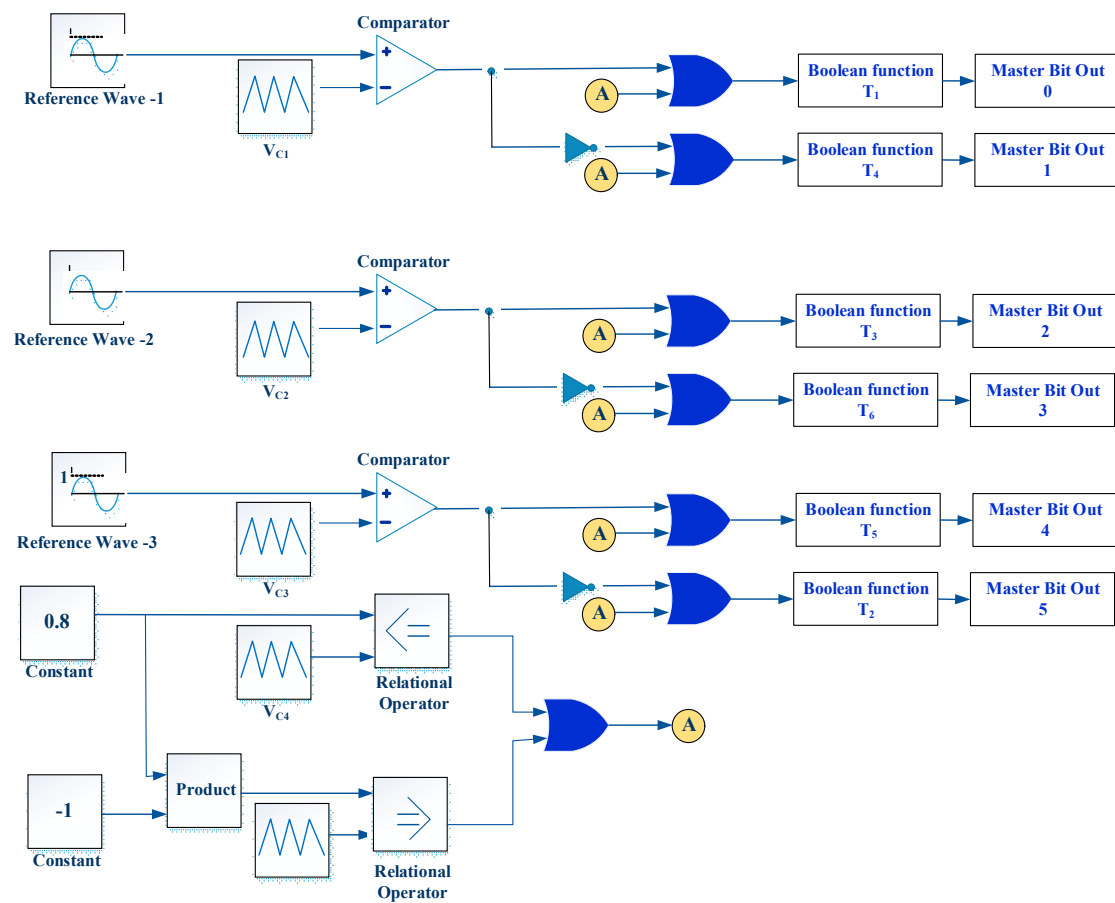 Comparator
+
−
Reference Wave -1
V_C1
A
Boolean function
T₁
Master Bit Out
0
A
Boolean function
T₄
Master Bit Out
1
Comparator
+
−
Reference Wave -2
V_C2
A
Boolean function
T₃
Master Bit Out
2
A
Boolean function
T₆
Master Bit Out
3
Comparator
1
+
−
Reference Wave -3
V_C3
A
Boolean function
T₅
Master Bit Out
4
A
Boolean function
T₂
Master Bit Out
5
0.8
Constant
V_C4
<=
Relational
Operator
A
-1
Constant
Product
=>
Relational
Operator